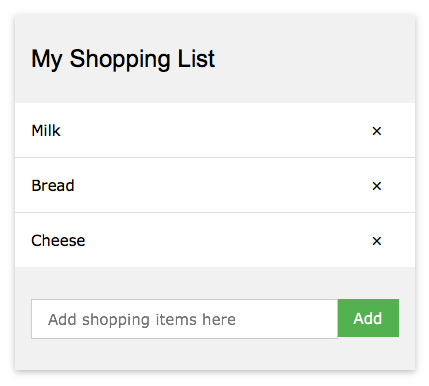 My Shopping List
Milk ×
Bread ×
Cheese ×
Add shopping items here Add